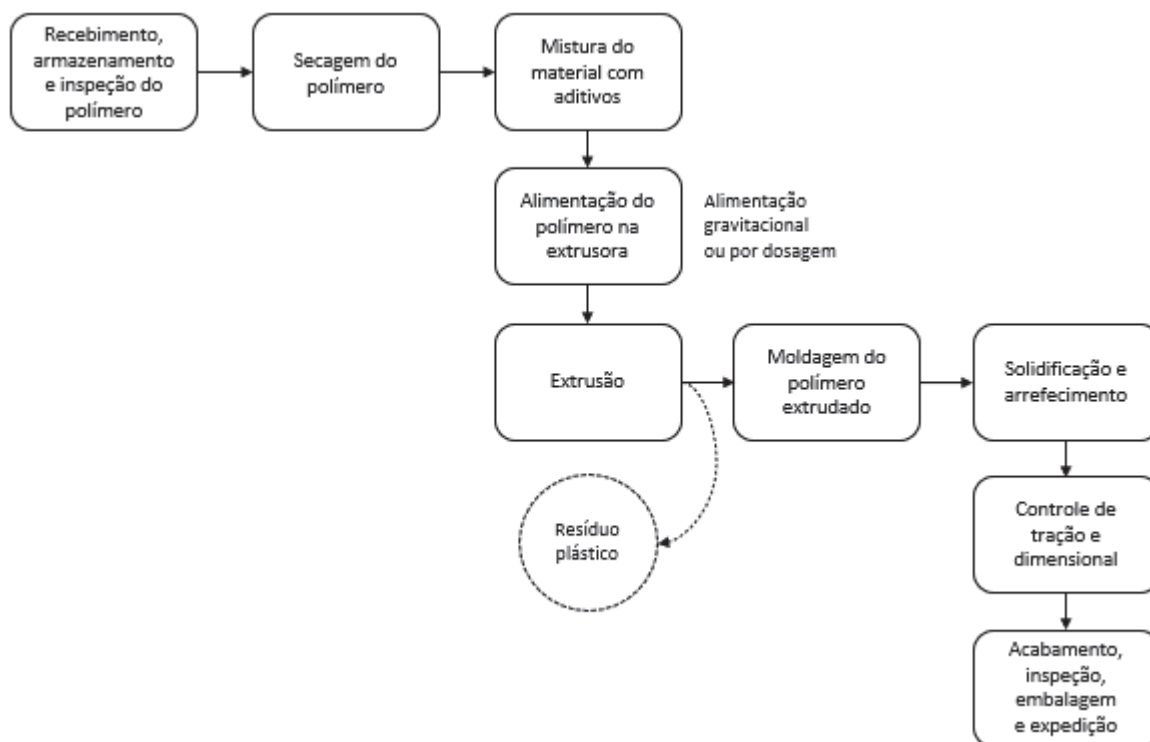 Recebimento,
armazenamento
e inspeção do
polímero
Secagem do
polímero
Mistura do
material com
aditivos
Alimentação do
polímero na
extrusora
Alimentação
gravitacional
ou por dosagem
Extrusão
Moldagem do
polímero
extrudado
Solidificação e
arrefecimento
Resíduo
plástico
Controle de
tração e
dimensional
Acabamento,
inspeção,
embalagem
e expedição